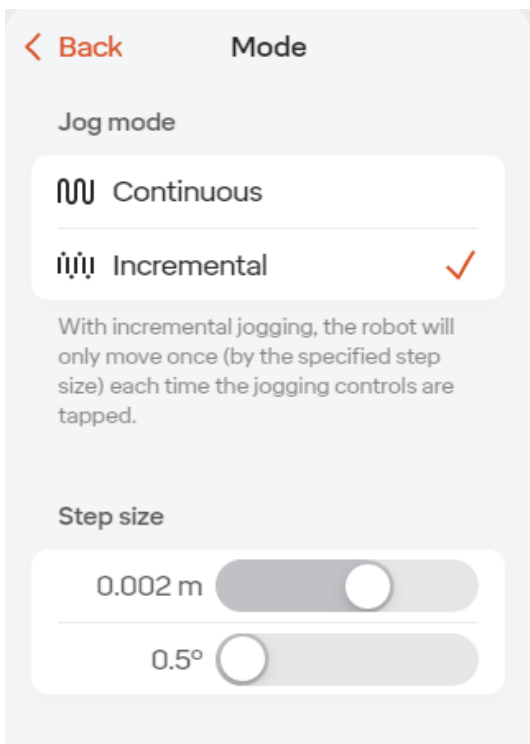 Back Mode
Jog mode
Continuous
Incremental
With incremental jogging, the robot will
only move once (by the specified step
size) each time the jogging controls are
tapped.
Step size
0.002 m
0.5º